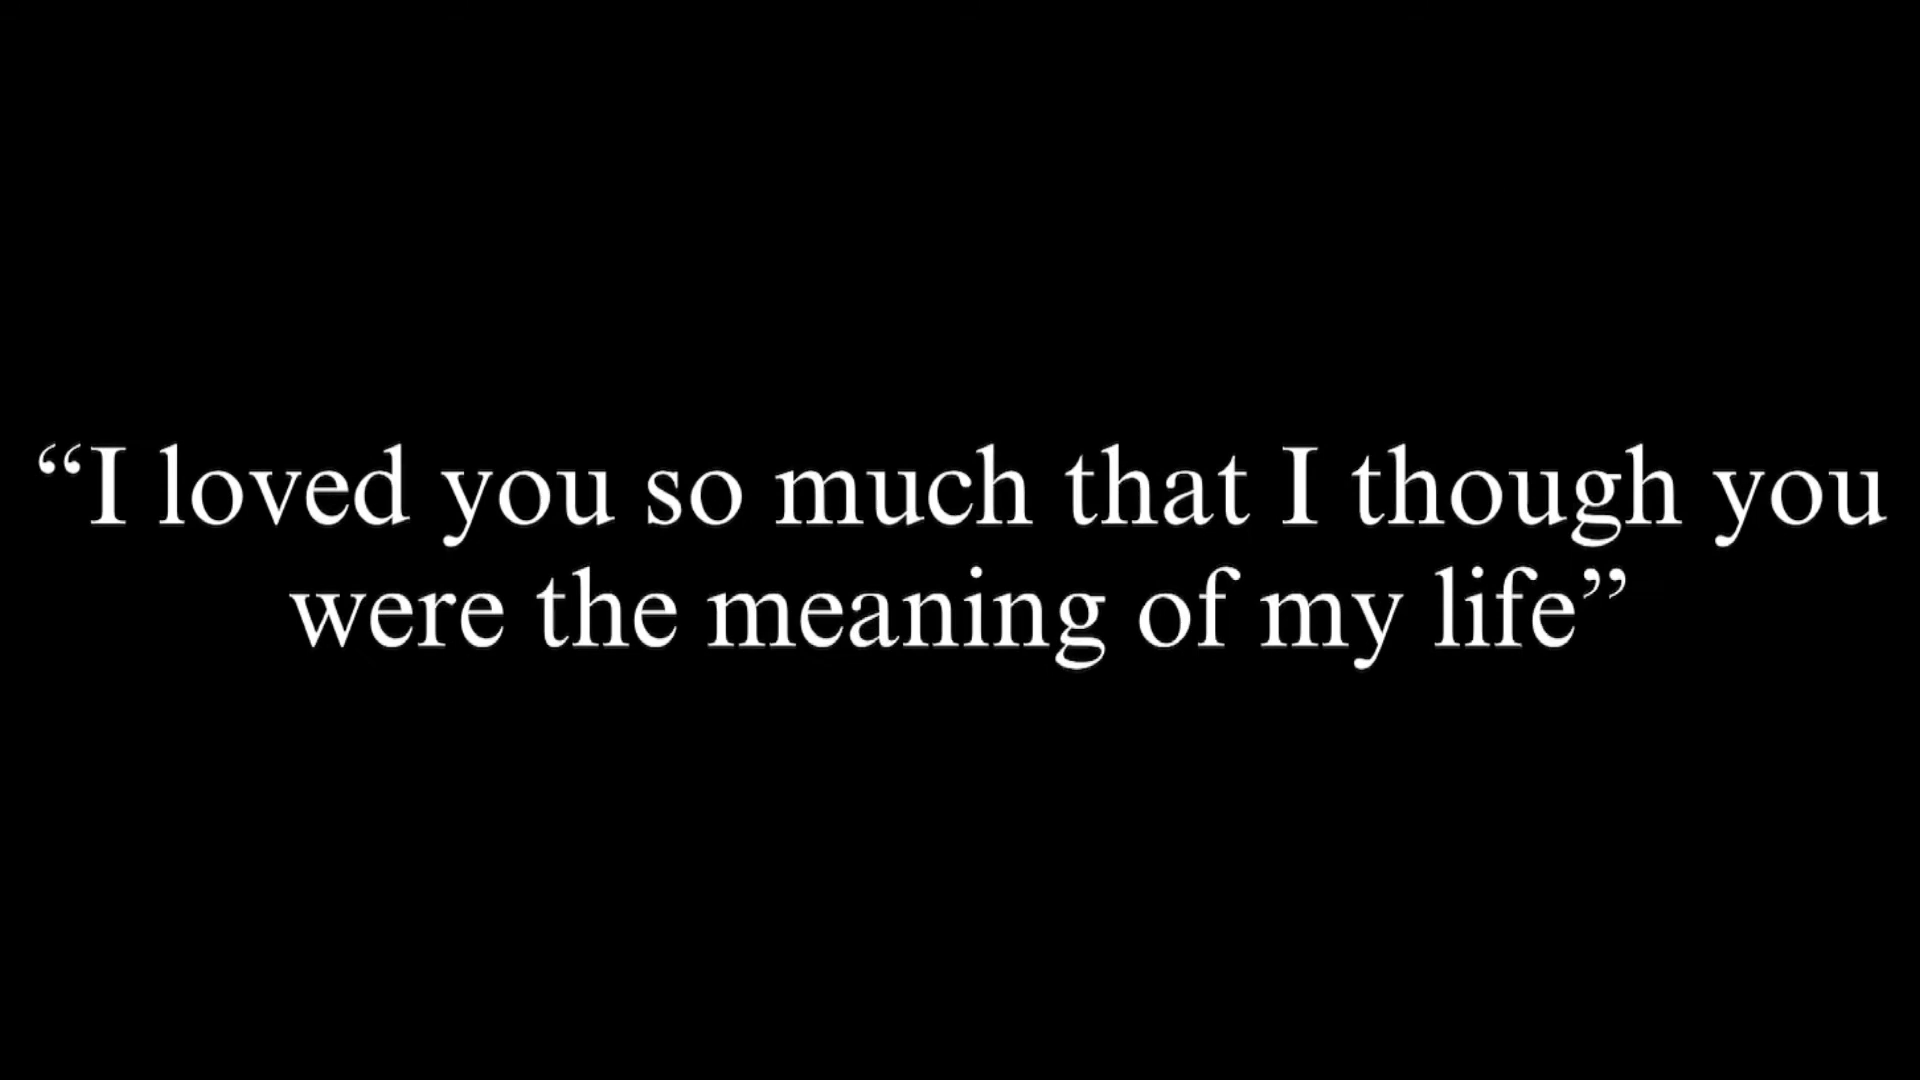 “I loved you so much that I though you
were the meaning of my life”